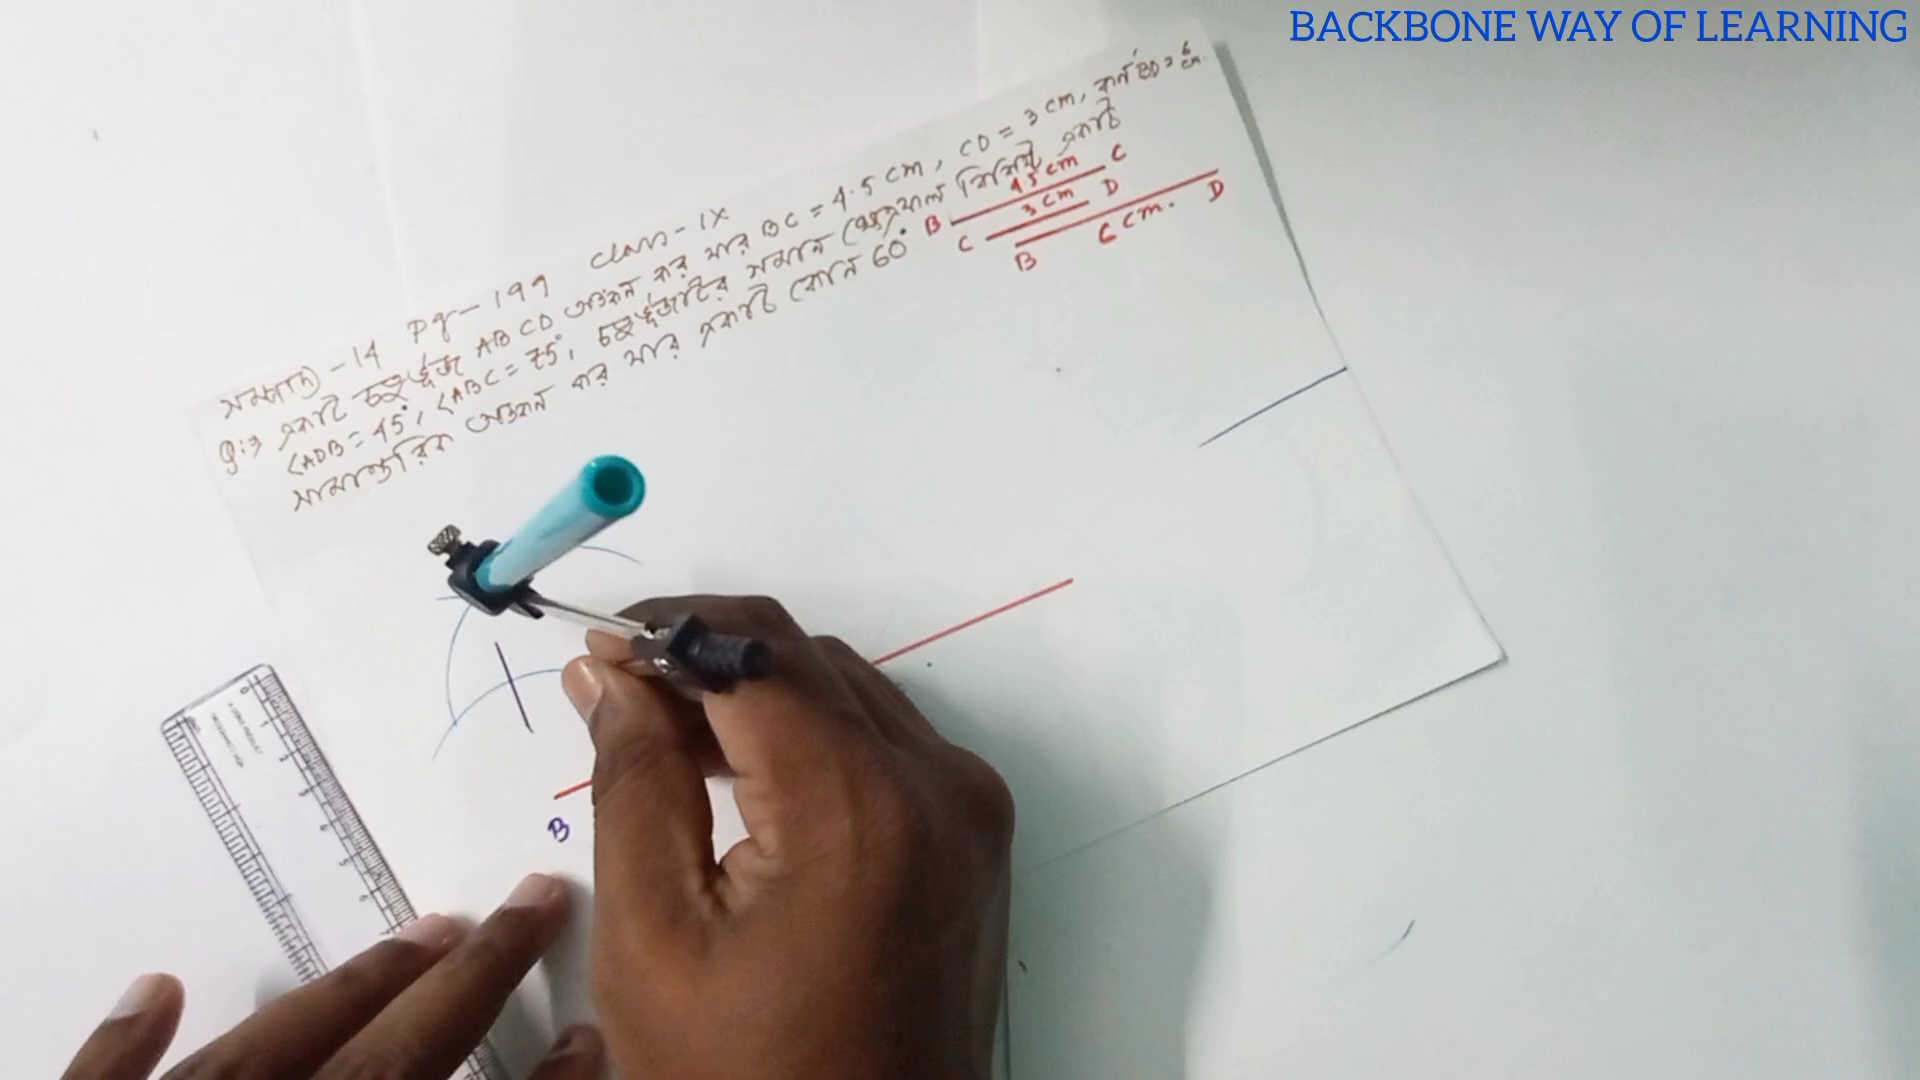 BACKBONE WAY OF LEARNING
সম্পাদ্য - 14 Pg - 199 Class - IX
Q:3 একটি চতুর্ভুজ ABCD অঙ্কন কর যার BC = 4.5 cm, CD = 3 cm, কর্ন BD = 6 cm.
∠ADB = 45°, ∠ABC = 75°, চতুর্ভুজটির সমান ক্ষেত্রফল বিশিষ্ট একটি
সামান্তরিক অঙ্কন কর যার একটি কোন 60°
B 4.5 cm C
C 3 cm D
B 6 cm. D
B